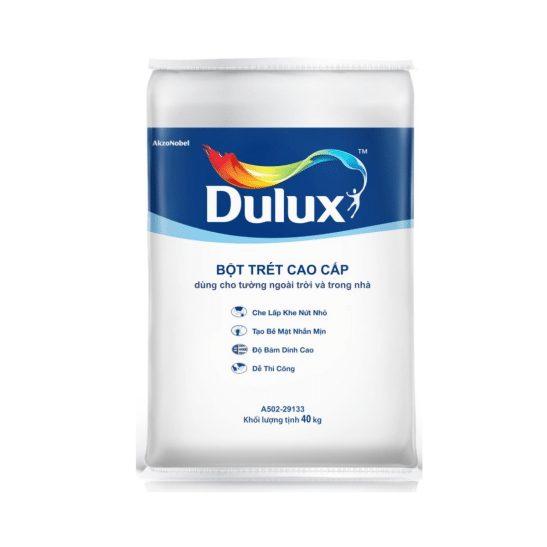 AkzoNobel
TM
Dulux
BỘT TRÉT CAO CẤP
dùng cho tường ngoài trời và trong nhà
Che Lấp Khe Nứt Nhỏ
Tạo Bề Mặt Nhẵn Mịn
Độ Bám Dính Cao
Dễ Thi Công
A502-29133
Khối lượng tịnh 40 kg